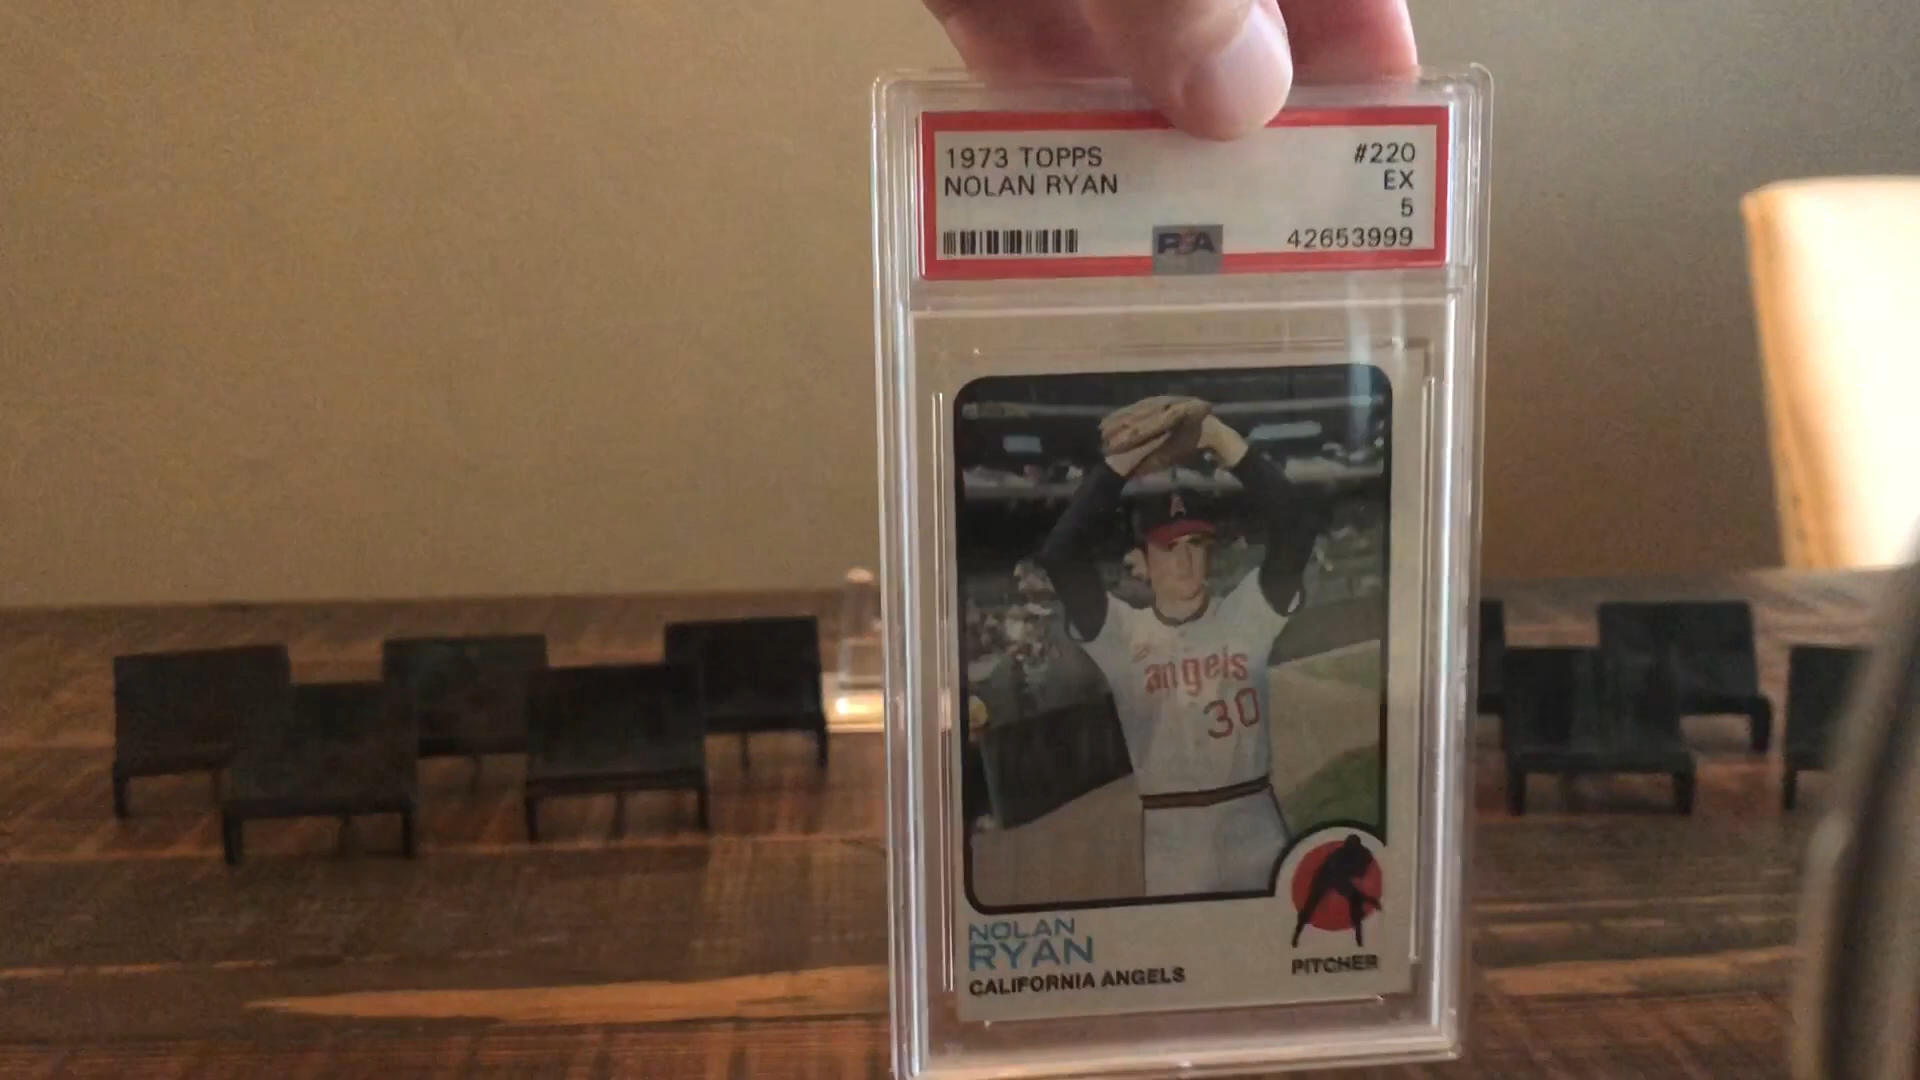 1973 TOPPS #220
NOLAN RYAN EX
5
PSA 42653999
A
angels
30
NOLAN
RYAN
CALIFORNIA ANGELS
PITCHER